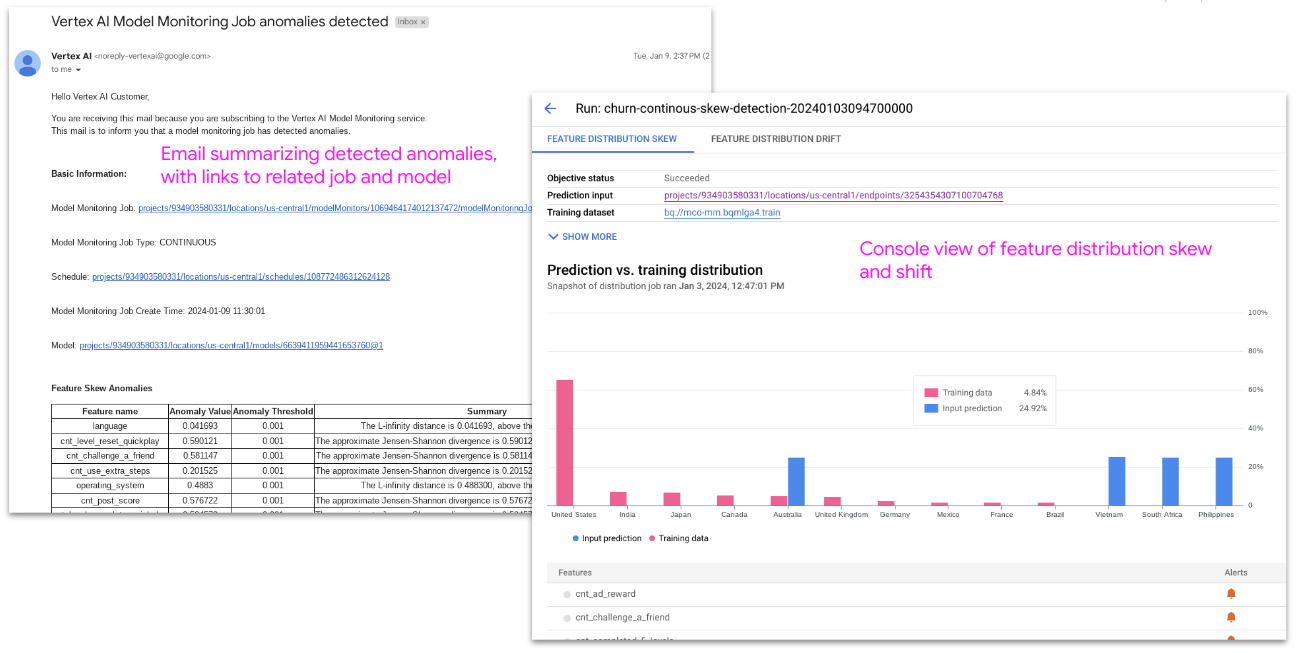 Vertex AI Model Monitoring Job anomalies detected Inbox ×
Vertex AI <noreply-vertexai@google.com>
Tue, Jan 9, 2:37 PM (2
to me
Hello Vertex AI Customer,
You are receiving this mail because you are subscribing to the Vertex AI Model Monitoring service.
This mail is to inform you that a model monitoring job has detected anomalies.
Email summarizing detected anomalies,
with links to related job and model
Basic Information:
Model Monitoring Job: projects/934903580331/locations/us-central1/modelMonitors/1069464174012137472/modelMonitoringJo
Model Monitoring Job Type: CONTINUOUS
Schedule: projects/934903580331/locations/us-central1/schedules/108772486312624128
Model Monitoring Job Create Time: 2024-01-09 11:30:01
Model: projects/934903580331/locations/us-central1/models/6639411959441653760@1
Feature Skew Anomalies
Feature name Anomaly Value Anomaly Threshold Summary
language 0.041693 0.001 The L-infinity distance is 0.041693, above the
cnt_level_reset_quickplay 0.590121 0.001 The approximate Jensen-Shannon divergence is 0.59012
cnt_challenge_a_friend 0.581147 0.001 The approximate Jensen-Shannon divergence is 0.58114
cnt_use_extra_steps 0.201525 0.001 The approximate Jensen-Shannon divergence is 0.20152
operating_system 0.4883 0.001 The L-infinity distance is 0.488300, above the
cnt_post_score 0.576722 0.001 The approximate Jensen-Shannon divergence is 0.57672
Run: churn-continous-skew-detection-20240103094700000
FEATURE DISTRIBUTION SKEW FEATURE DISTRIBUTION DRIFT
Objective status Succeeded
Prediction input projects/934903580331/locations/us-central1/endpoints/3254354307100704768
Training dataset bq://mco-mm.bqmlga4.train
SHOW MORE
Console view of feature distribution skew
and shift
Prediction vs. training distribution
Snapshot of distribution job ran Jan 3, 2024, 12:47:01 PM
100%
80%
60%
40%
20%
0
Training data 4.84%
Input prediction 24.92%
United States India Japan Canada Australia United Kingdom Germany Mexico France Brazil Vietnam South Africa Philippines
Input prediction Training data
Features Alerts
cnt_ad_reward
cnt_challenge_a_friend